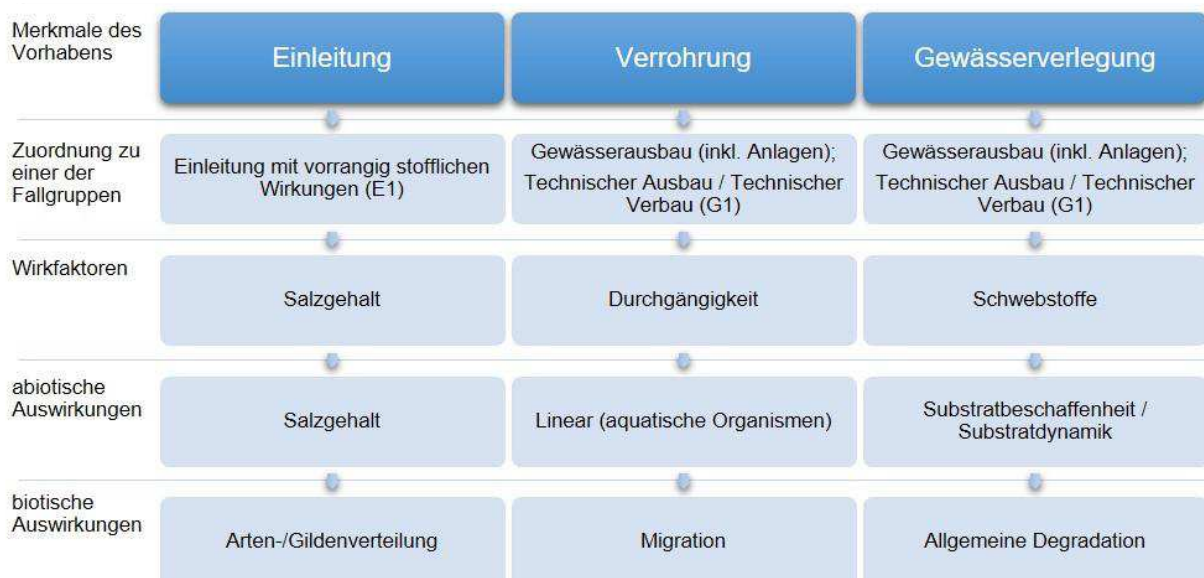 Merkmale des
Vorhabens
Einleitung
Verrohrung
Gewässerverlegung
Zuordnung zu
einer der
Fallgruppen
Einleitung mit vorrangig stofflichen
Wirkungen (E1)
Gewässerausbau (inkl. Anlagen);
Technischer Ausbau / Technischer
Verbau (G1)
Gewässerausbau (inkl. Anlagen);
Technischer Ausbau / Technischer
Verbau (G1)
Wirkfaktoren
Salzgehalt
Durchgängigkeit
Schwebstoffe
abiotische
Auswirkungen
Salzgehalt
Linear (aquatische Organismen)
Substratbeschaffenheit /
Substratdynamik
biotische
Auswirkungen
Arten-/Gildenverteilung
Migration
Allgemeine Degradation